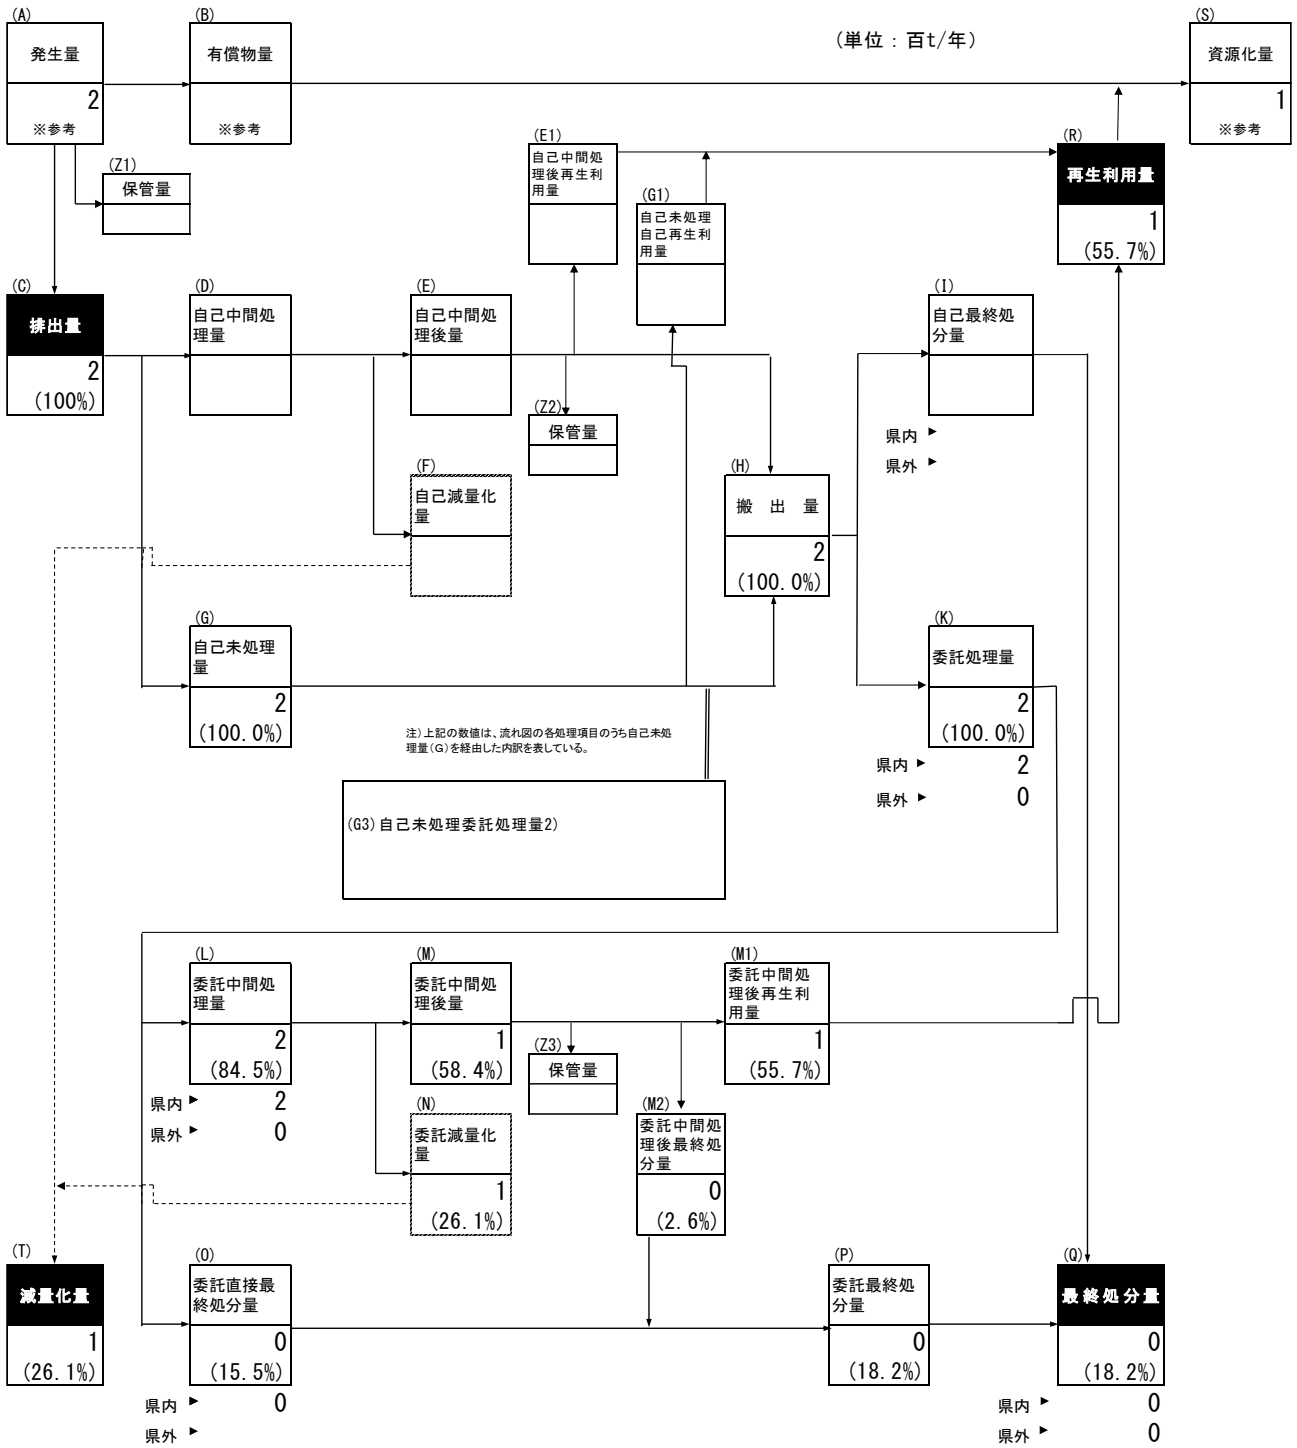 (A)
発生量
2
※参考
(B)
有償物量
※参考
(単位：百t/年)
(S)
資源化量
1
※参考
(Z1)
保管量
(E1)
自己中間処
理後再生利
用量
(G1)
自己未処理
自己再生利
用量
(R)
再生利用量
1
(55.7%)
(C)
排出量
2
(100%)
(D)
自己中間処
理量
(E)
自己中間処
理後量
(Z2)
保管量
(F)
自己減量化
量
(I)
自己最終処
分量
県内
県外
(H)
搬 出 量
2
(100.0%)
(G)
自己未処理
量
2
(100.0%)
(K)
委託処理量
2
(100.0%)
県内 2
県外 0
注)上記の数値は、流れ図の各処理項目のうち自己未処
理量(G)を経由した内訳を表している。
(G3)自己未処理委託処理量2)
(L)
委託中間処
理量
2
(84.5%)
県内 2
県外 0
(M)
委託中間処
理後量
1
(58.4%)
(Z3)
保管量
(M1)
委託中間処
理後再生利
用量
1
(55.7%)
(N)
委託減量化
量
1
(26.1%)
(M2)
委託中間処
理後最終処
分量
0
(2.6%)
(T)
減量化量
1
(26.1%)
(O)
委託直接最
終処分量
0
(15.5%)
県内 0
県外
(P)
委託最終処
分量
0
(18.2%)
(Q)
最終処分量
0
(18.2%)
県内 0
県外 0